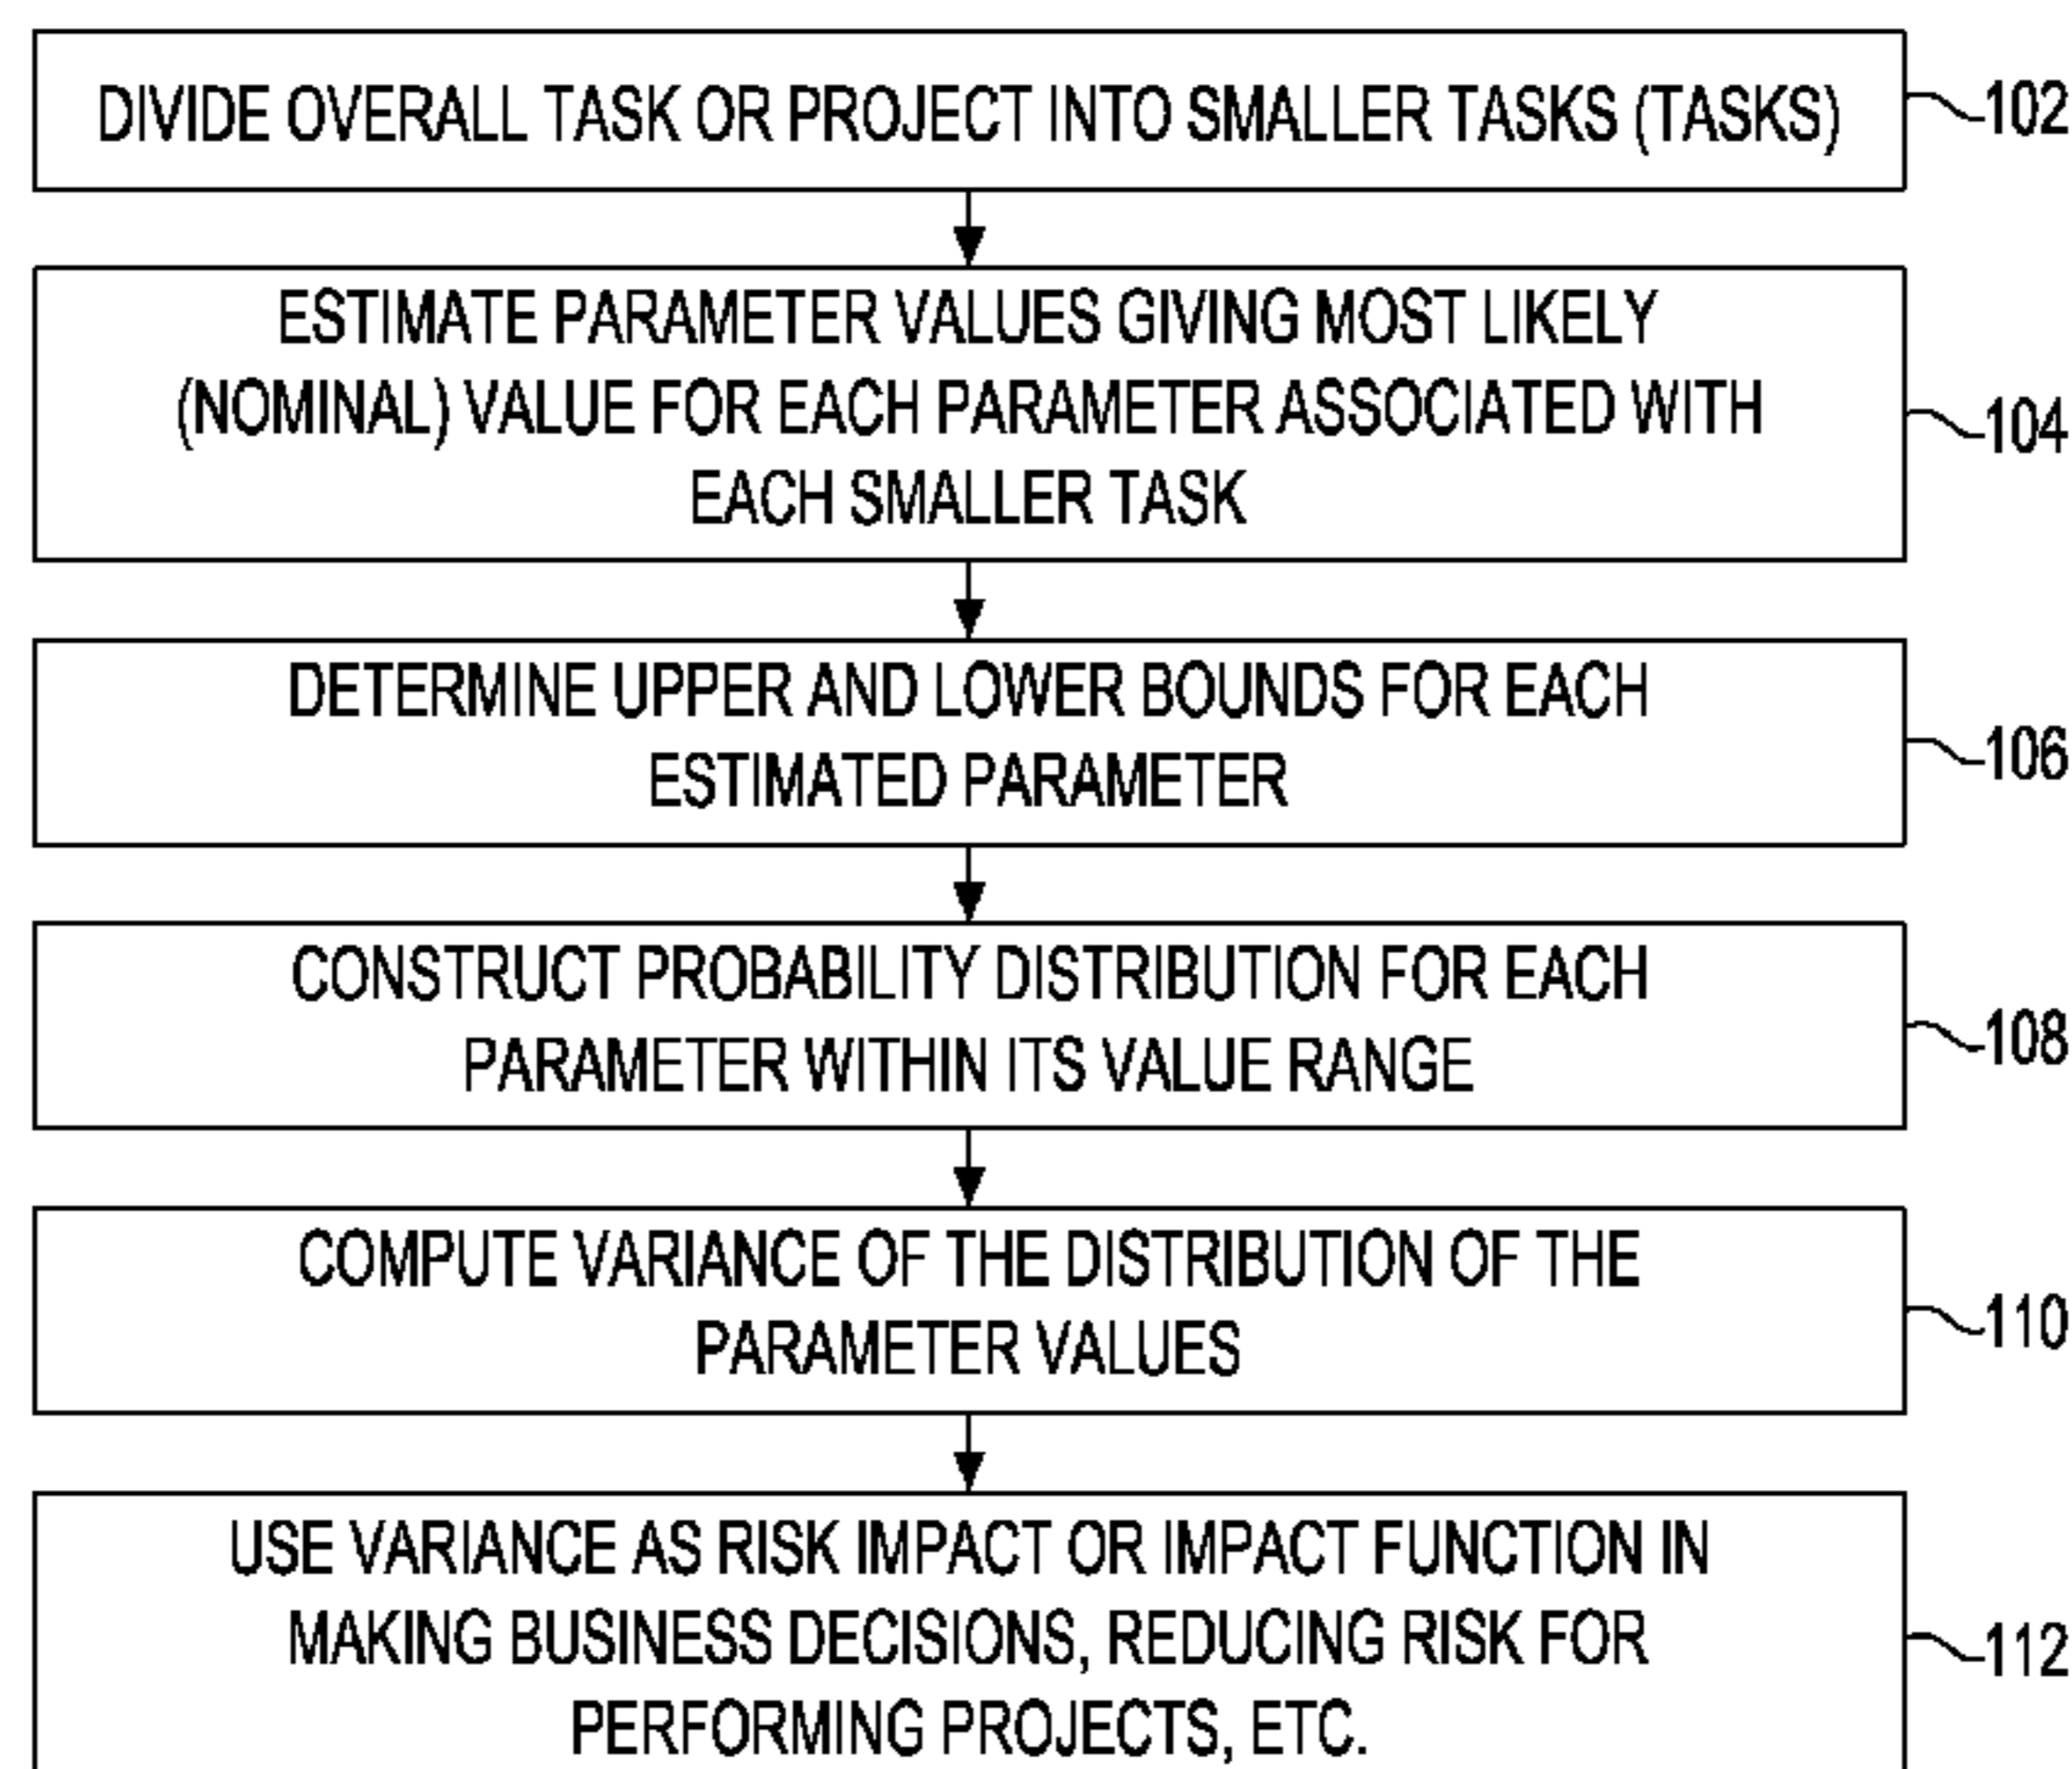 DIVIDE OVERALL TASK OR PROJECT INTO SMALLER TASKS (TASKS)
102
ESTIMATE PARAMETER VALUES GIVING MOST LIKELY
(NOMINAL) VALUE FOR EACH PARAMETER ASSOCIATED WITH
EACH SMALLER TASK
104
DETERMINE UPPER AND LOWER BOUNDS FOR EACH
ESTIMATED PARAMETER
106
CONSTRUCT PROBABILITY DISTRIBUTION FOR EACH
PARAMETER WITHIN ITS VALUE RANGE
108
COMPUTE VARIANCE OF THE DISTRIBUTION OF THE
PARAMETER VALUES
110
USE VARIANCE AS RISK IMPACT OR IMPACT FUNCTION IN
MAKING BUSINESS DECISIONS, REDUCING RISK FOR
PERFORMING PROJECTS, ETC.
112